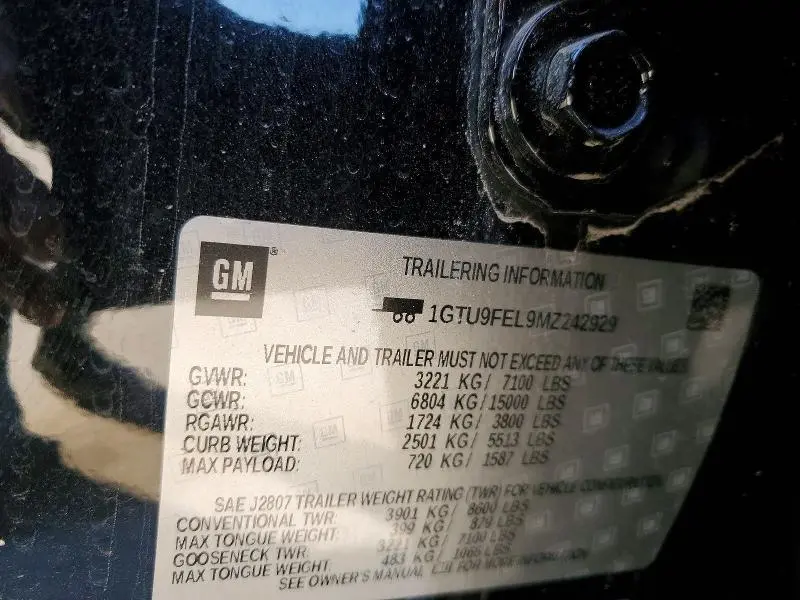 GM ®
TRAILERING INFORMATION
1GTU9FEL9MZ242929
VEHICLE AND TRAILER MUST NOT EXCEED ANY OF THESE VALUES
GVWR: 3221 KG/ 7100 LBS
GCWR: 6804 KG/15000 LBS
RGAWR: 1724 KG/ 3800 LBS
CURB WEIGHT: 2501 KG/ 5513 LBS
MAX PAYLOAD: 720 KG/ 1587 LBS
SAE J2807 TRAILER WEIGHT RATING (TWR) FOR VEHICLE CONFIGURATION
CONVENTIONAL TWR: 3901 KG/ 8600 LBS
MAX TONGUE WEIGHT: 399 KG/ 879 LBS
GOOSENECK TWR: 3221 KG/ 7100 LBS
MAX TONGUE WEIGHT: 483 KG/ LBS
SEE OWNER'S MANUAL FOR MORE INFORMATION